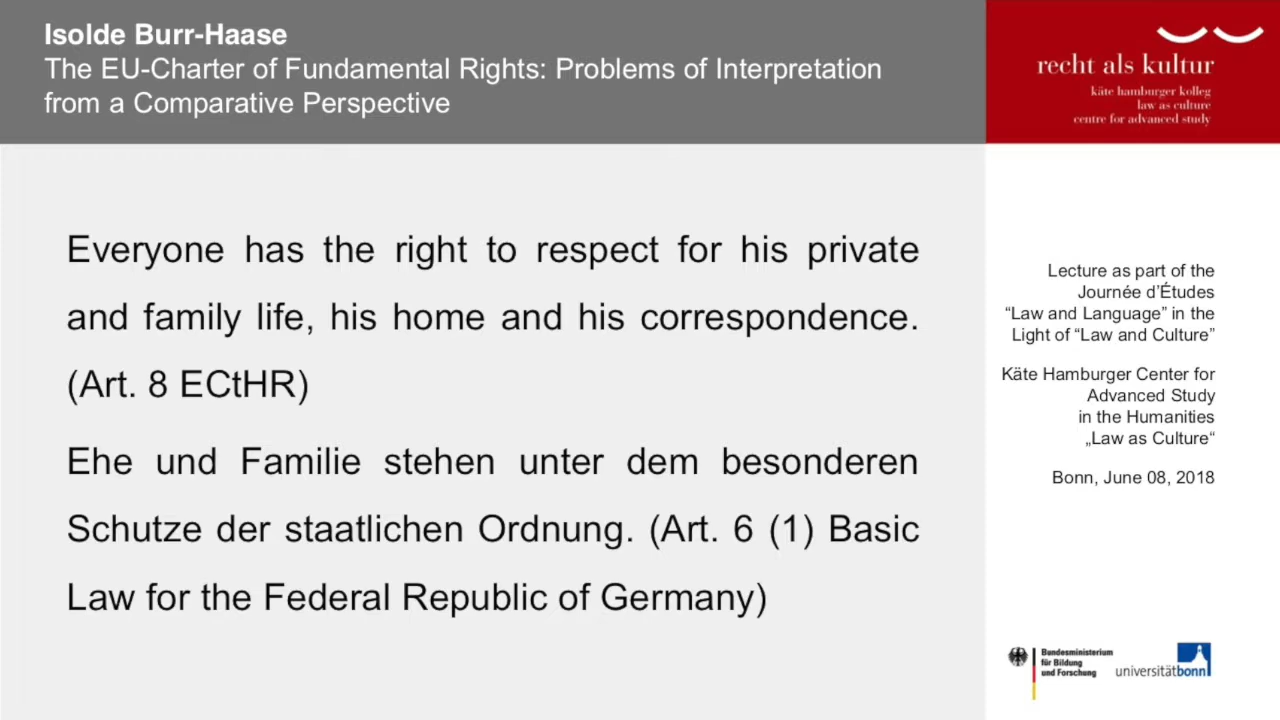 Isolde Burr-Haase
The EU-Charter of Fundamental Rights: Problems of Interpretation
from a Comparative Perspective
recht als kultur
käte hamburger kolleg
law as culture
centre for advanced study
Everyone has the right to respect for his private
and family life, his home and his correspondence.
(Art. 8 ECtHR)
Ehe und Familie stehen unter dem besonderen
Schutze der staatlichen Ordnung. (Art. 6 (1) Basic
Law for the Federal Republic of Germany)
Lecture as part of the
Journée d’Études
“Law and Language” in the
Light of “Law and Culture”
Käte Hamburger Center for
Advanced Study
in the Humanities
„Law as Culture“
Bonn, June 08, 2018
Bundesministerium
für Bildung
und Forschung
universitätbonn